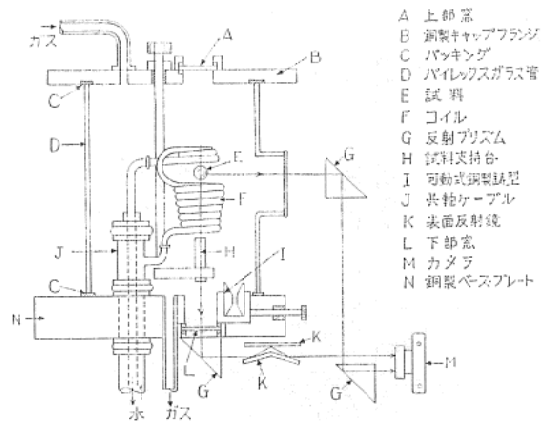 ガス
A
B
C
D
E
F
G
H
I
J
C
N
L
G
K
K
G
M
水
ガス
A 上部窓
B 銅製キャップフランジ
C パッキング
D パイレックスガラス管
E 試料
F コイル
G 反射プリズム
H 試料支持台
I 可動式銅製鋳型
J 共軸ケーブル
K 表面反射鏡
L 下部窓
M カメラ
N 銅製ベース・プレート